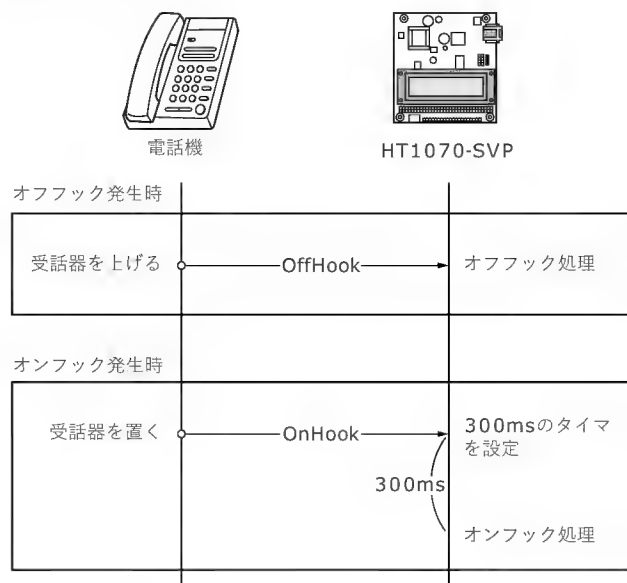 電話機
HT1070-SVP
オフフック発生時
受話器を上げる
OffHook
オフフック処理
オンフック発生時
受話器を置く
OnHook
300msのタイマ
を設定
300ms
オンフック処理